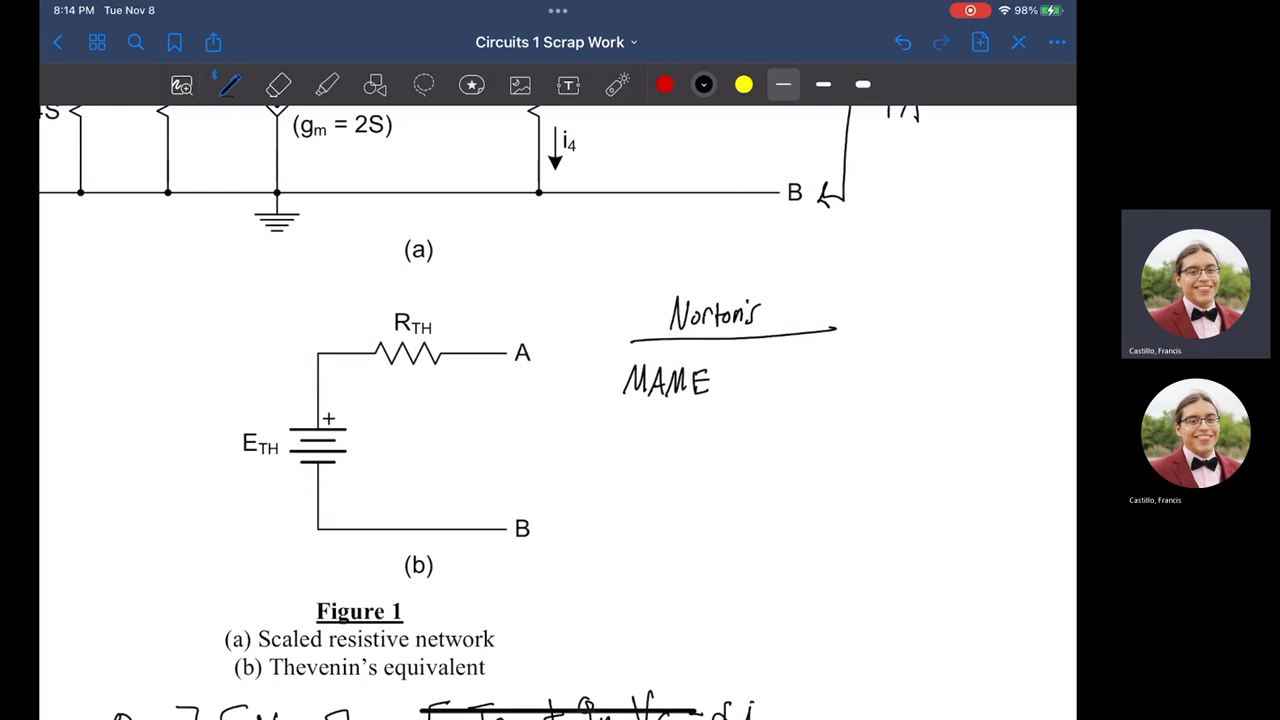 8:14 PM Tue Nov 8
98%
Circuits 1 Scrap Work
(gm = 2S)
i4
B
(a)
Norton's
RTH
A
MAME
+
ETH
B
(b)
Figure 1
(a) Scaled resistive network
(b) Thevenin's equivalent
Castillo, Francis
Castillo, Francis